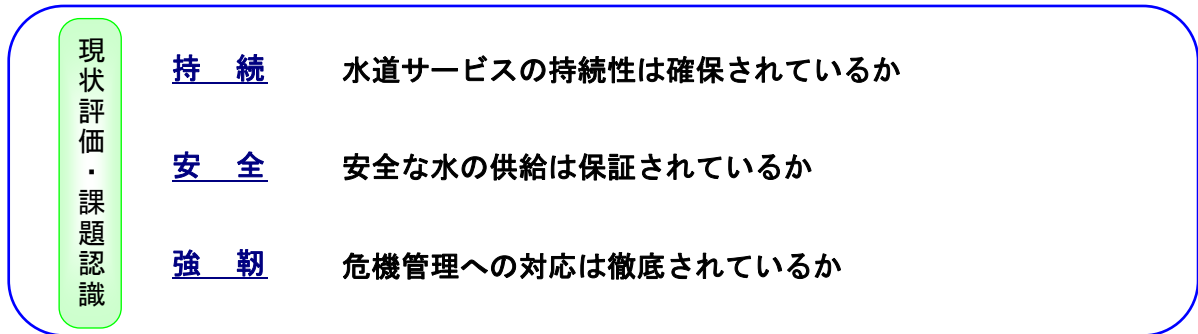 現状評価・課題認識
持　続　水道サービスの持続性は確保されているか
安　全　安全な水の供給は保証されているか
強　靭　危機管理への対応は徹底されているか